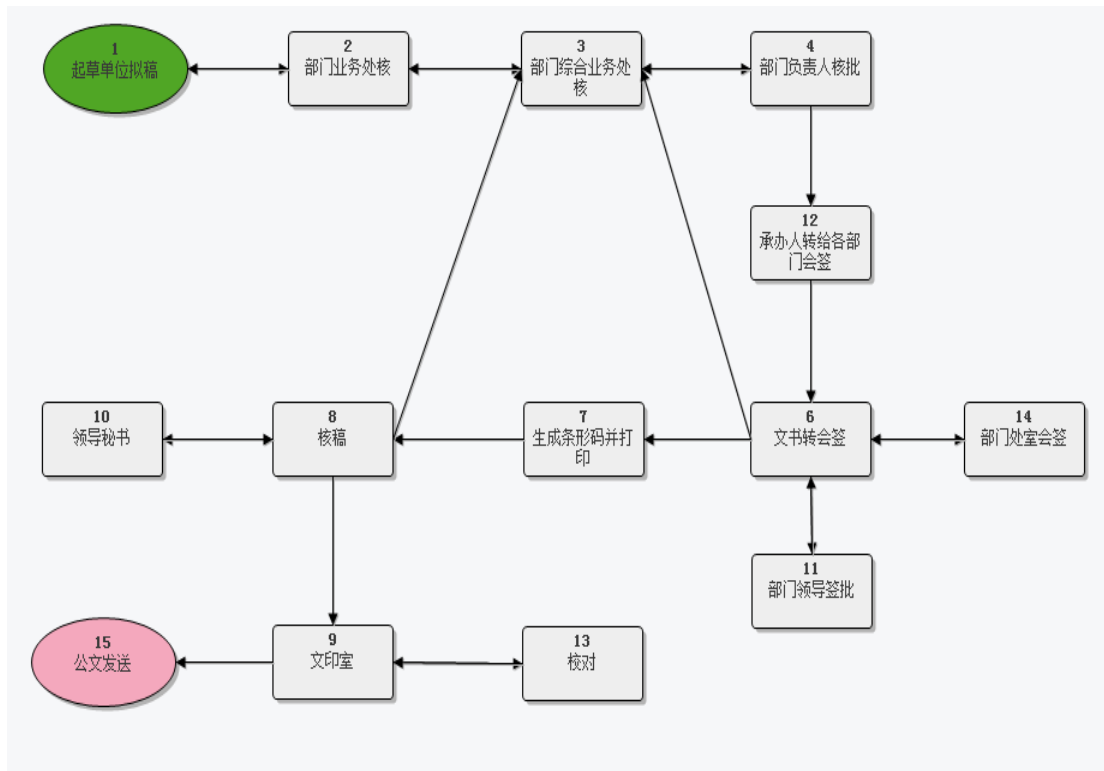 1
起草单位拟稿
2
部门业务处核
3
部门综合业务处
核
4
部门负责人核批
12
承办人转给各部
门会签
10
领导秘书
8
核稿
7
生成条形码并打
印
6
文书转会签
14
部门处室会签
11
部门领导签批
15
公文发送
9
文印室
13
校对